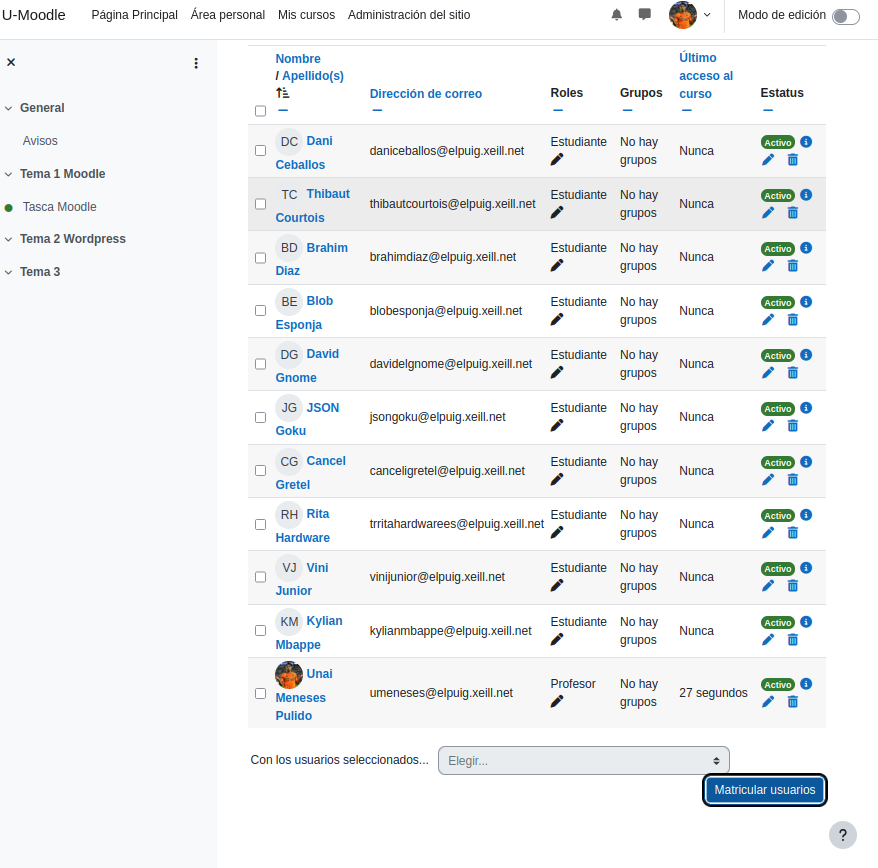 U-Moodle
Página Principal
Área personal
Mis cursos
Administración del sitio
Modo de edición
General
Avisos
Tema 1 Moodle
Tasca Moodle
Tema 2 Wordpress
Tema 3
Nombre
/ Apellido(s)
Dirección de correo
Roles
Grupos
Último
acceso al
curso
Estatus
DC Dani
Ceballos
daniceballos@elpuig.xeill.net
Estudiante
No hay
grupos
Nunca
Activo
TC Thibaut
Courtois
thibautcourtois@elpuig.xeill.net
Estudiante
No hay
grupos
Nunca
Activo
BD Brahim
Diaz
brahimdiaz@elpuig.xeill.net
Estudiante
No hay
grupos
Nunca
Activo
BE Blob
Esponja
blobesponja@elpuig.xeill.net
Estudiante
No hay
grupos
Nunca
Activo
DG David
Gnome
davidelgnome@elpuig.xeill.net
Estudiante
No hay
grupos
Nunca
Activo
JG JSON
Goku
jsongoku@elpuig.xeill.net
Estudiante
No hay
grupos
Nunca
Activo
CG Cancel
Gretel
canceligretel@elpuig.xeill.net
Estudiante
No hay
grupos
Nunca
Activo
RH Rita
Hardware
trritahardwarees@elpuig.xeill.net
Estudiante
No hay
grupos
Nunca
Activo
VJ Vini
Junior
vinijunior@elpuig.xeill.net
Estudiante
No hay
grupos
Nunca
Activo
KM Kylian
Mbappe
kylianmbappe@elpuig.xeill.net
Estudiante
No hay
grupos
Nunca
Activo
Unai
Meneses
Pulido
umeneses@elpuig.xeill.net
Profesor
No hay
grupos
27 segundos
Activo
Con los usuarios seleccionados...
Elegir...
Matricular usuarios
?